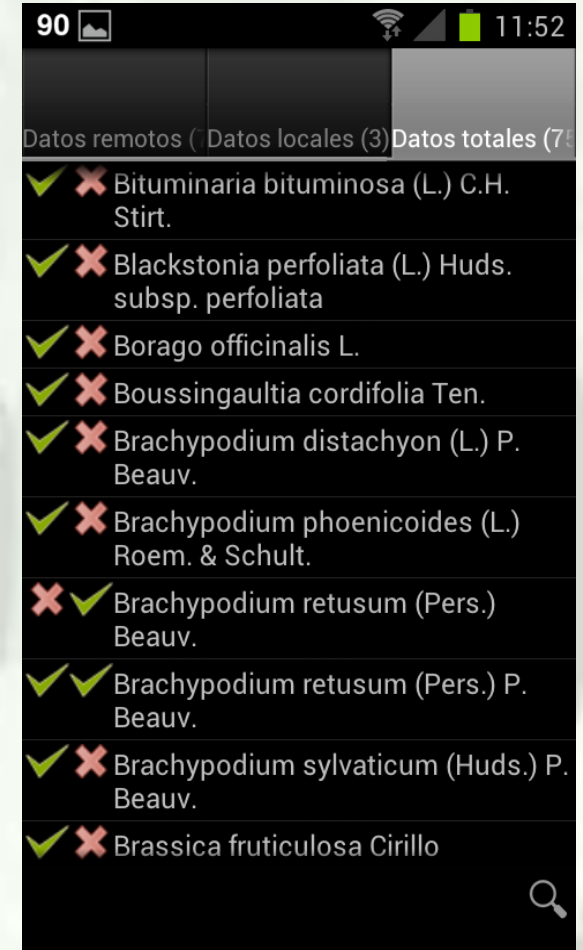 90 11:52
Datos remotos (7 Datos locales (3) Datos totales (75
Bituminaria bituminosa (L.) C.H.
Stirt.
Blackstonia perfoliata (L.) Huds.
subsp. perfoliata
Borago officinalis L.
Boussingaultia cordifolia Ten.
Brachypodium distachyon (L.) P.
Beauv.
Brachypodium phoenicoides (L.)
Roem. & Schult.
Brachypodium retusum (Pers.)
Beauv.
Brachypodium retusum (Pers.) P.
Beauv.
Brachypodium sylvaticum (Huds.) P.
Beauv.
Brassica fruticulosa Cirillo